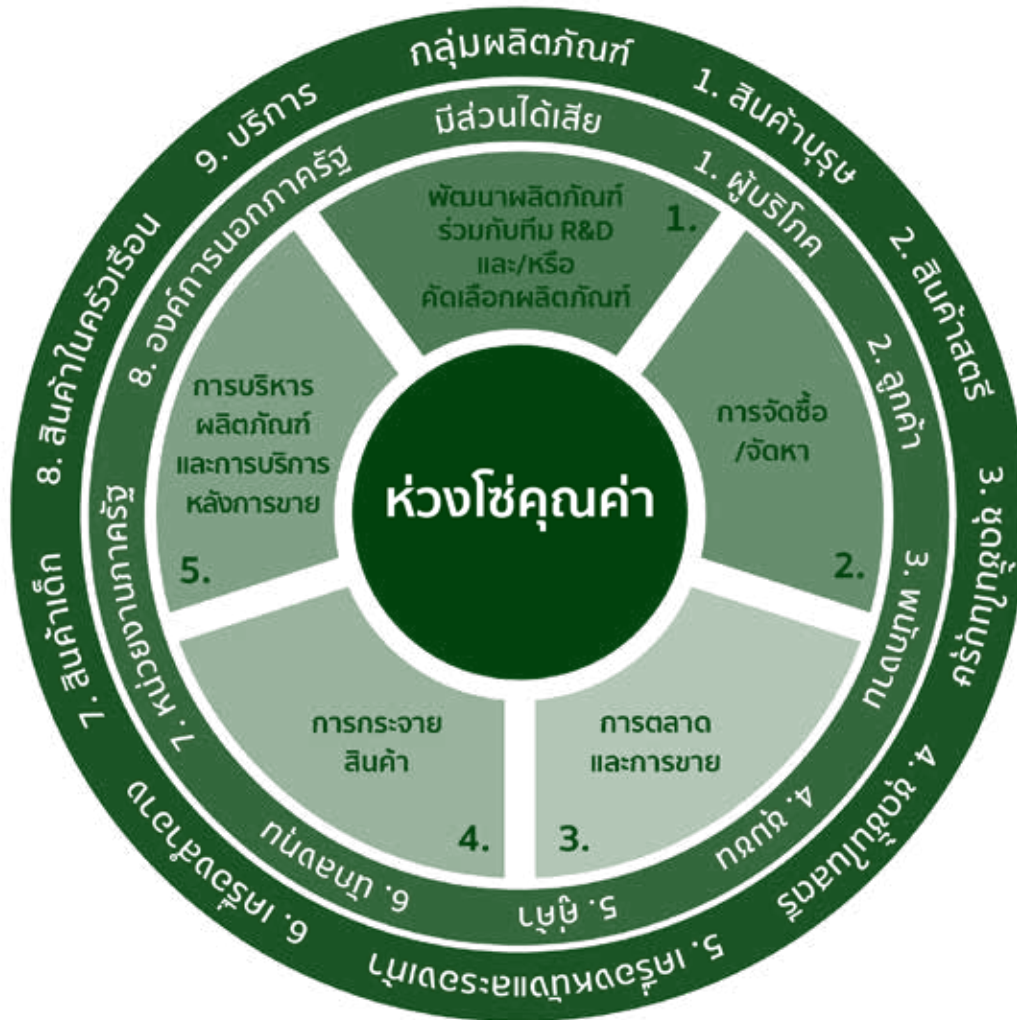 กลุ่มผลิตภัณฑ์
1. สินค้าบุรุษ
2. สินค้าสตรี
3. ชุดชั้นในบุรุษ
4. ชุดชั้นในสตรี
5. เครื่องหนังและรองเท้า
6. เครื่องสำอาง
7. สินค้าเด็ก
8. สินค้าในครัวเรือน
9. บริการ
มีส่วนได้เสีย
1. ผู้บริโภค
2. ลูกค้า
3. พนักงาน
4. ชุมชน
5. คู่ค้า
6. นักลงทุน
7. หน่วยงานภาครัฐ
8. องค์การนอกภาครัฐ
พัฒนาผลิตภัณฑ์
ร่วมกับทีม R&D
และ/หรือ
คัดเลือกผลิตภัณฑ์
1.
การจัดซื้อ
/จัดหา
2.
การตลาด
และการขาย
3.
การกระจาย
สินค้า
4.
การบริหาร
ผลิตภัณฑ์
และการบริการ
หลังการขาย
5.
ห่วงโซ่คุณค่า